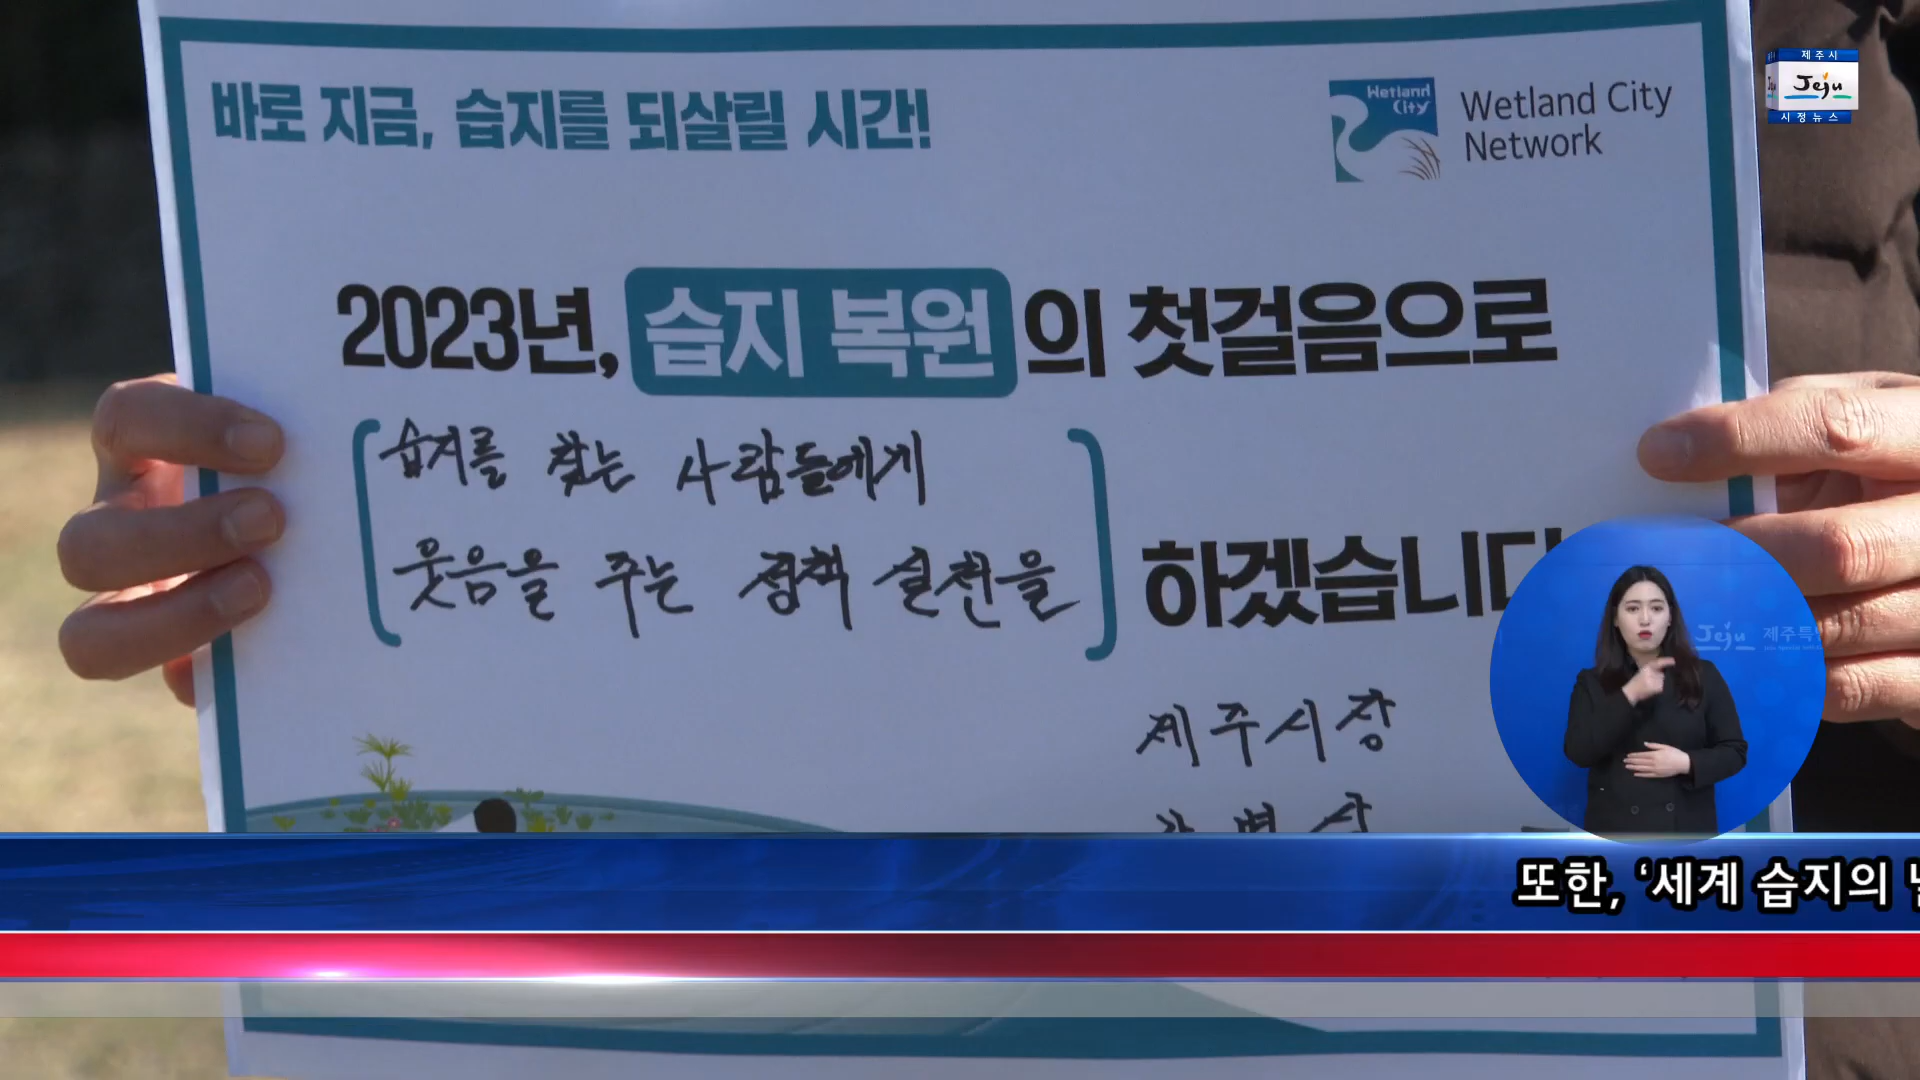 바로 지금, 습지를 되살릴 시간!
Wetland City
Wetland City Network
제주시
Jeju
시정뉴스
2023년, 습지 복원의 첫걸음으로
습지를 찾는 사람들에게
웃음을 주는 정책 실천을
하겠습니다
제주시장
Jeju 제주특
또한, ‘세계 습지의